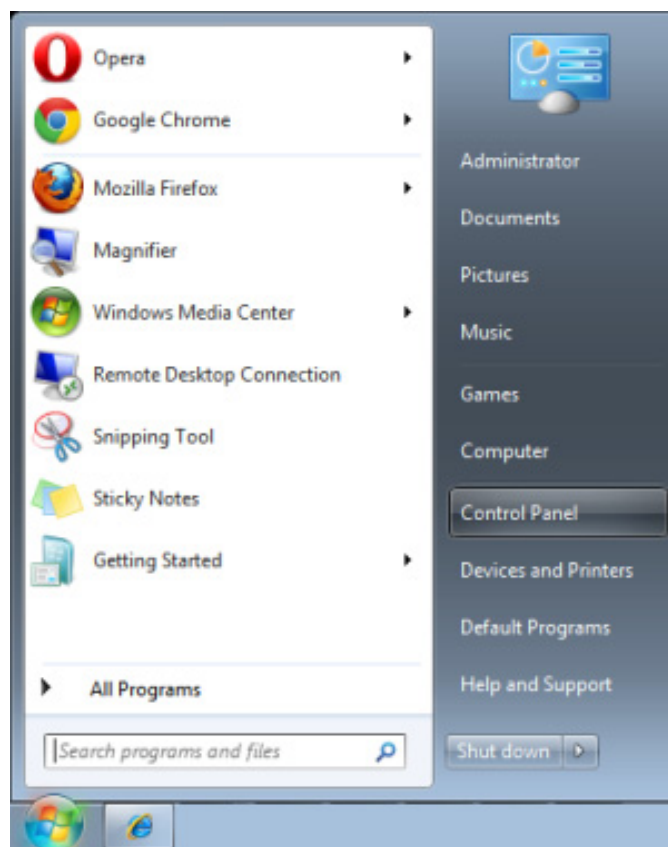 Opera
Google Chrome
Mozilla Firefox
Magnifier
Windows Media Center
Remote Desktop Connection
Snipping Tool
Sticky Notes
Getting Started
All Programs
Search programs and files
Administrator
Documents
Pictures
Music
Games
Computer
Control Panel
Devices and Printers
Default Programs
Help and Support
Shut down